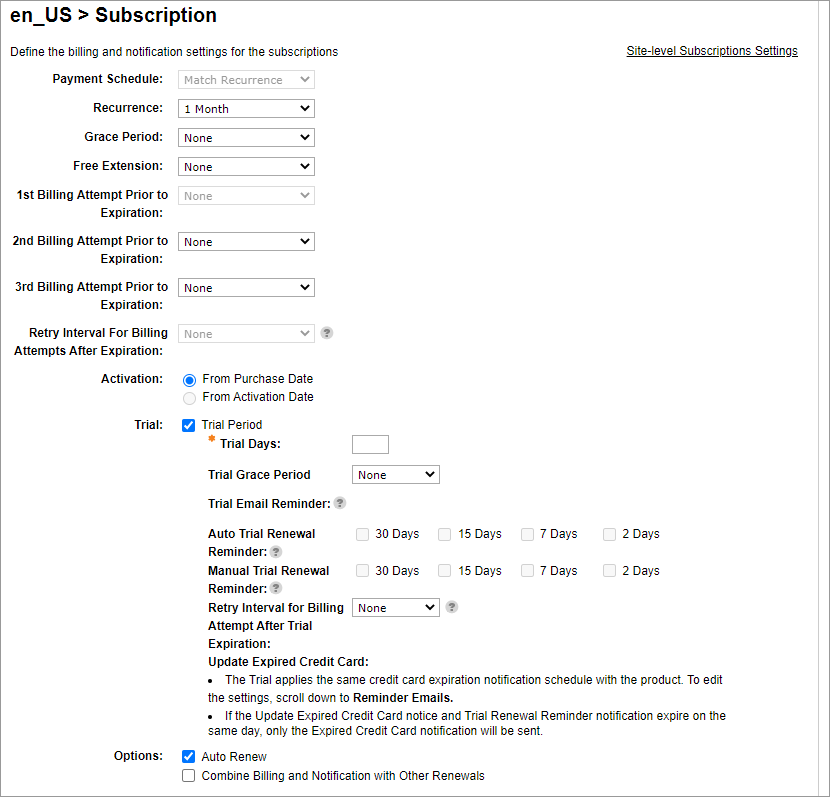 en_US > Subscription
Define the billing and notification settings for the subscriptions
Site-level Subscriptions Settings
Payment Schedule: Match Recurrence
Recurrence: 1 Month
Grace Period: None
Free Extension: None
1st Billing Attempt Prior to
Expiration:
None
2nd Billing Attempt Prior to
Expiration:
None
3rd Billing Attempt Prior to
Expiration:
None
Retry Interval For Billing
Attempts After Expiration:
None ?
Activation: From Purchase Date
From Activation Date
Trial: Trial Period
* Trial Days:
Trial Grace Period None
Trial Email Reminder: ?
Auto Trial Renewal
Reminder: ?
30 Days 15 Days 7 Days 2 Days
Manual Trial Renewal
Reminder: ?
30 Days 15 Days 7 Days 2 Days
Retry Interval for Billing
Attempt After Trial
Expiration:
None ?
Update Expired Credit Card:
• The Trial applies the same credit card expiration notification schedule with the product. To edit
the settings, scroll down to Reminder Emails.
• If the Update Expired Credit Card notice and Trial Renewal Reminder notification expire on the
same day, only the Expired Credit Card notification will be sent.
Options: Auto Renew
Combine Billing and Notification with Other Renewals